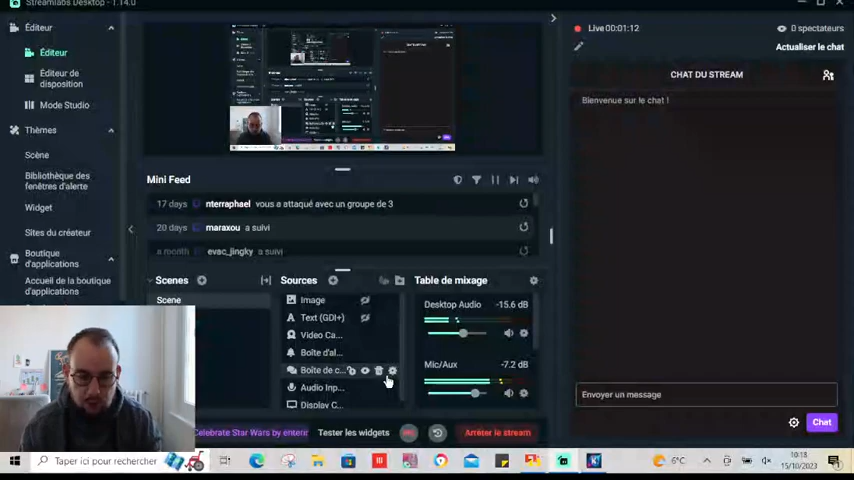 Streamlabs Desktop - 1.14.0
Éditeur
Live 00:01:12
0 spectateurs
Éditeur
Actualiser le chat
Éditeur de
disposition
CHAT DU STREAM
Mode Studio
Bienvenue sur le chat !
Thèmes
Scène
Bibliothèque des
fenêtres d'alerte
Mini Feed
17 days nterraphael vous a attaqué avec un groupe de 3
Widget
20 days maraxou a suivi
Sites du créateur
a month evac_jingky a suivi
Boutique
d'applications
Scenes
Sources
Table de mixage
Accueil de la boutique
d'applications
Scene
Image
Desktop Audio -15.6 dB
Text (GDI+)
Video Ca...
Boîte d'al...
Boîte de c...
Mic/Aux -7.2 dB
Audio Inp...
Envoyer un message
Display C...
Chat
Celebrate Star Wars by enterin
Tester les widgets
REC
Arrêter le stream
Taper ici pour rechercher
6°C
10:13
15/10/2023